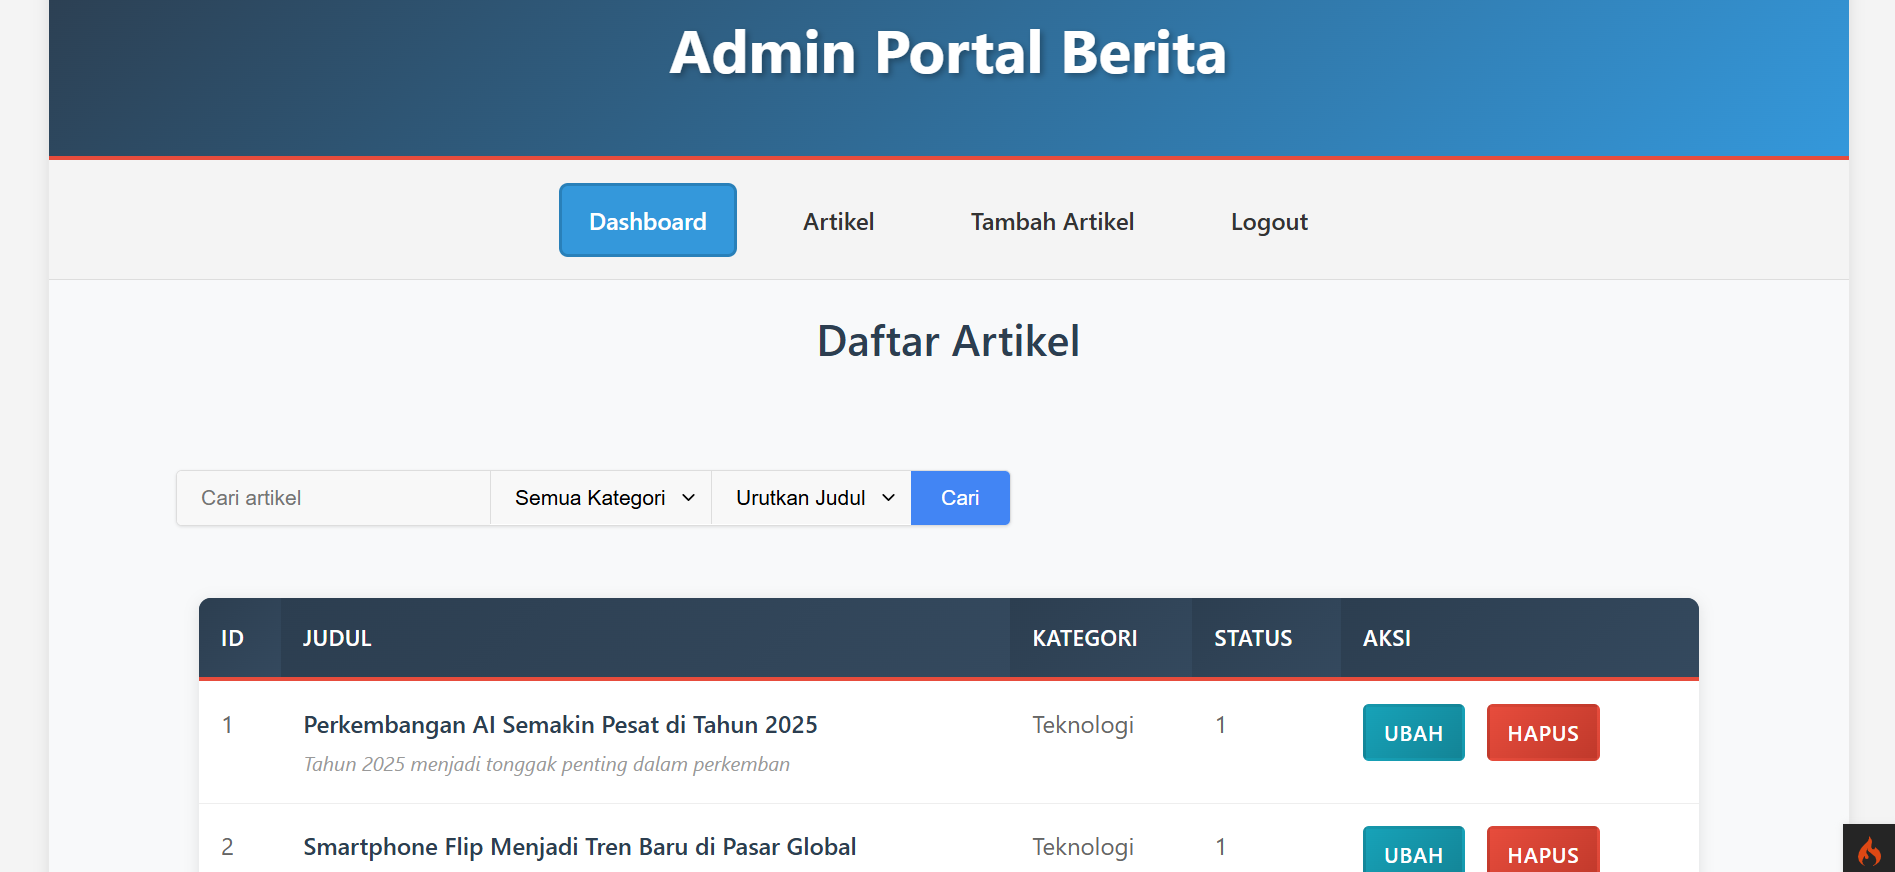 Admin Portal Berita
Dashboard Artikel Tambah Artikel Logout
Daftar Artikel
Cari artikel Semua Kategori Urutkan Judul Cari
ID JUDUL KATEGORI STATUS AKSI
1 Perkembangan AI Semakin Pesat di Tahun 2025 Teknologi 1 UBAH HAPUS
Tahun 2025 menjadi tonggak penting dalam perkemban
2 Smartphone Flip Menjadi Tren Baru di Pasar Global Teknologi 1 UBAH HAPUS